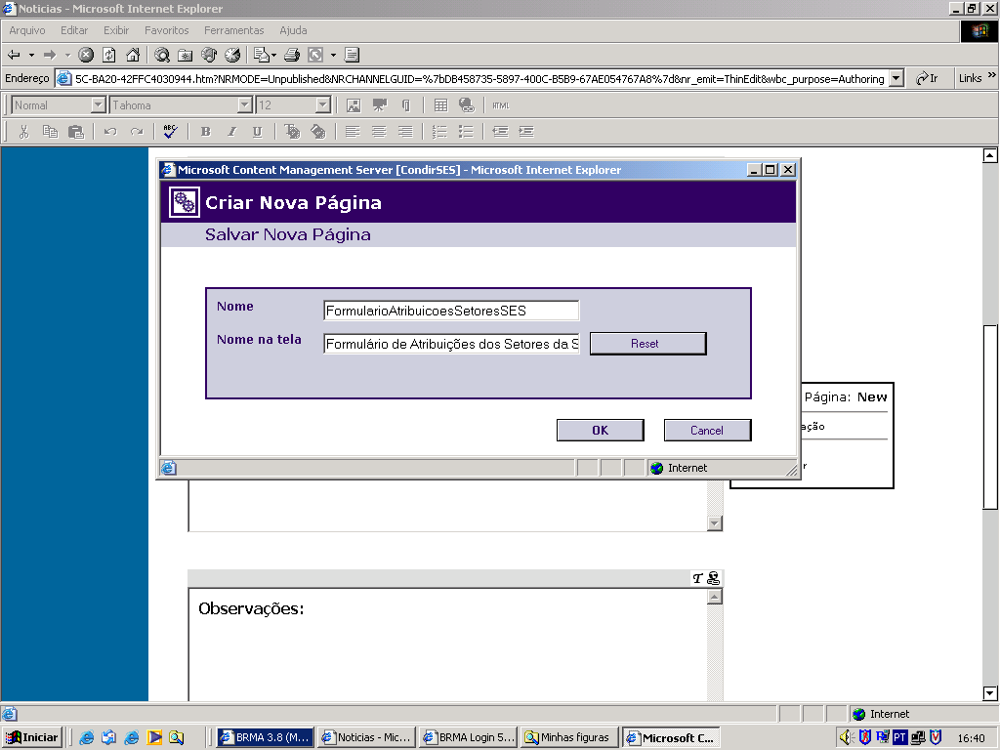 Noticias - Microsoft Internet Explorer
Arquivo Editar Exibir Favoritos Ferramentas Ajuda
Endereço 5C-BA20-42FFC4030944.htm?NRMODE=Unpublished&NRCHANNELGUID=%7bDB458735-5897-400C-B5B9-67AE054767A8%7d&nr_emit=ThinEdit&wbc_purpose=Authoring Ir Links »
Normal Tahoma 12 HTML
ABC B I U
Microsoft Content Management Server [CondirSES] - Microsoft Internet Explorer
Criar Nova Página
Salvar Nova Página
Nome FormularioAtribuicoesSetoresSES
Nome na tela Formulário de Atribuições dos Setores da S Reset
Página: New
ação
OK Cancel
r
Internet
T
Observações:
Internet
Iniciar BRMA 3.8 (M... Noticias - Mic... BRMA Login 5... Minhas figuras Microsoft C... PT 16:40